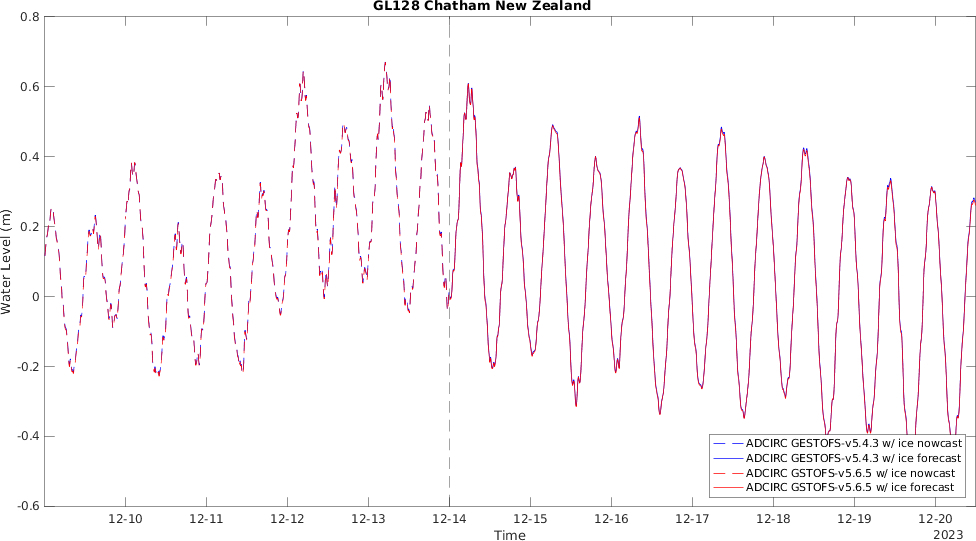 GL128 Chatham New Zealand
0.8
0.6
0.4
0.2
0
-0.2
-0.4
-0.6
Water Level (m)
12-10
12-11
12-12
12-13
12-14
12-15
12-16
12-17
12-18
12-19
12-20
2023
Time
ADCIRC GESTOFS-v5.4.3 w/ ice nowcast
ADCIRC GESTOFS-v5.4.3 w/ ice forecast
ADCIRC GSTOFS-v5.6.5 w/ ice nowcast
ADCIRC GSTOFS-v5.6.5 w/ ice forecast